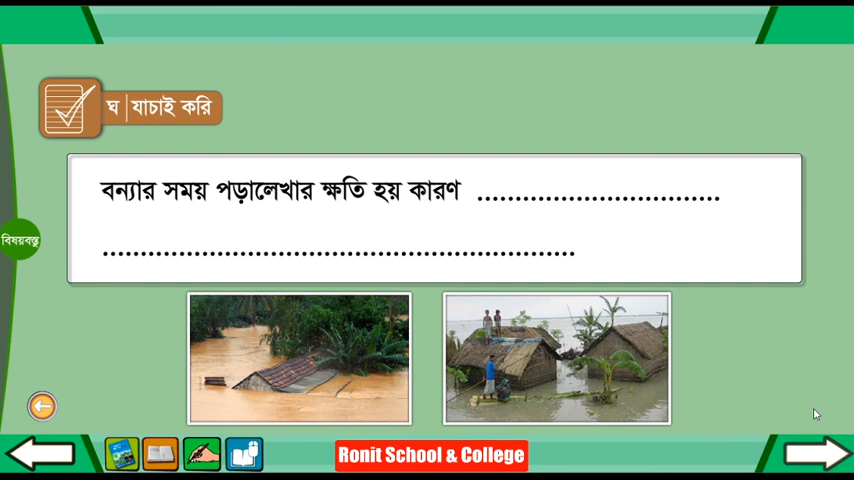 ঘ | যাচাই করি
বন্যার সময় পড়ালেখার ক্ষতি হয় কারণ ................................
..............................................................
বিষয়বস্তু
Ronit School & College